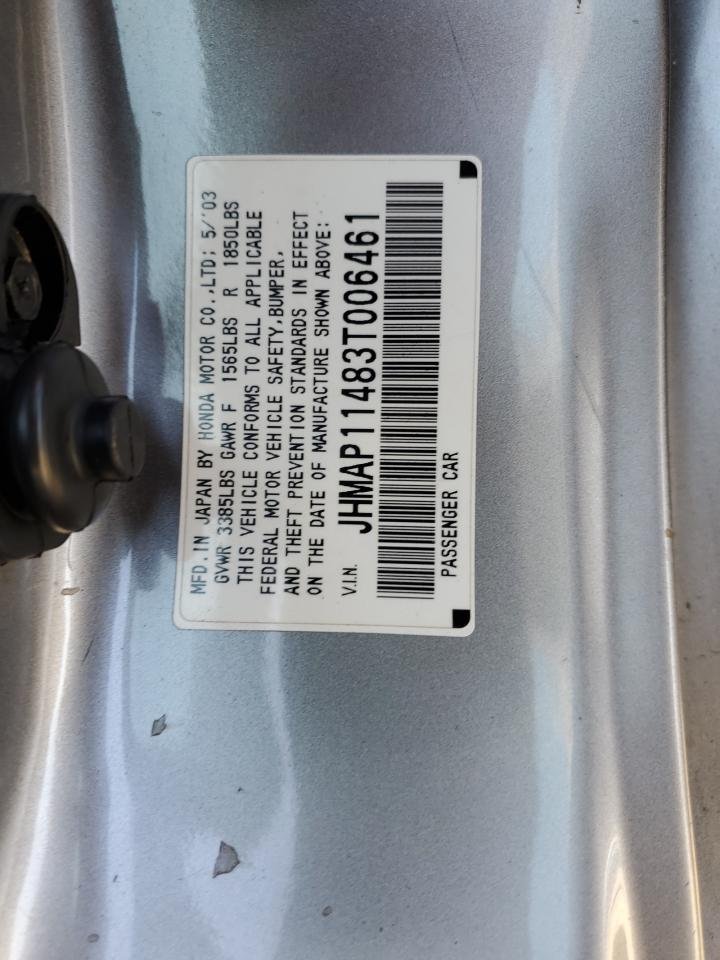 MFD.IN JAPAN BY HONDA MOTOR CO.,LTD; 5/'03
GVWR 3385LBS GAWR F 1565LBS R 1850LBS
THIS VEHICLE CONFORMS TO ALL APPLICABLE
FEDERAL MOTOR VEHICLE SAFETY,BUMPER,
AND THEFT PREVENTION STANDARDS IN EFFECT
ON THE DATE OF MANUFACTURE SHOWN ABOVE:
V.I.N. JHMAP11483T006461
PASSENGER CAR